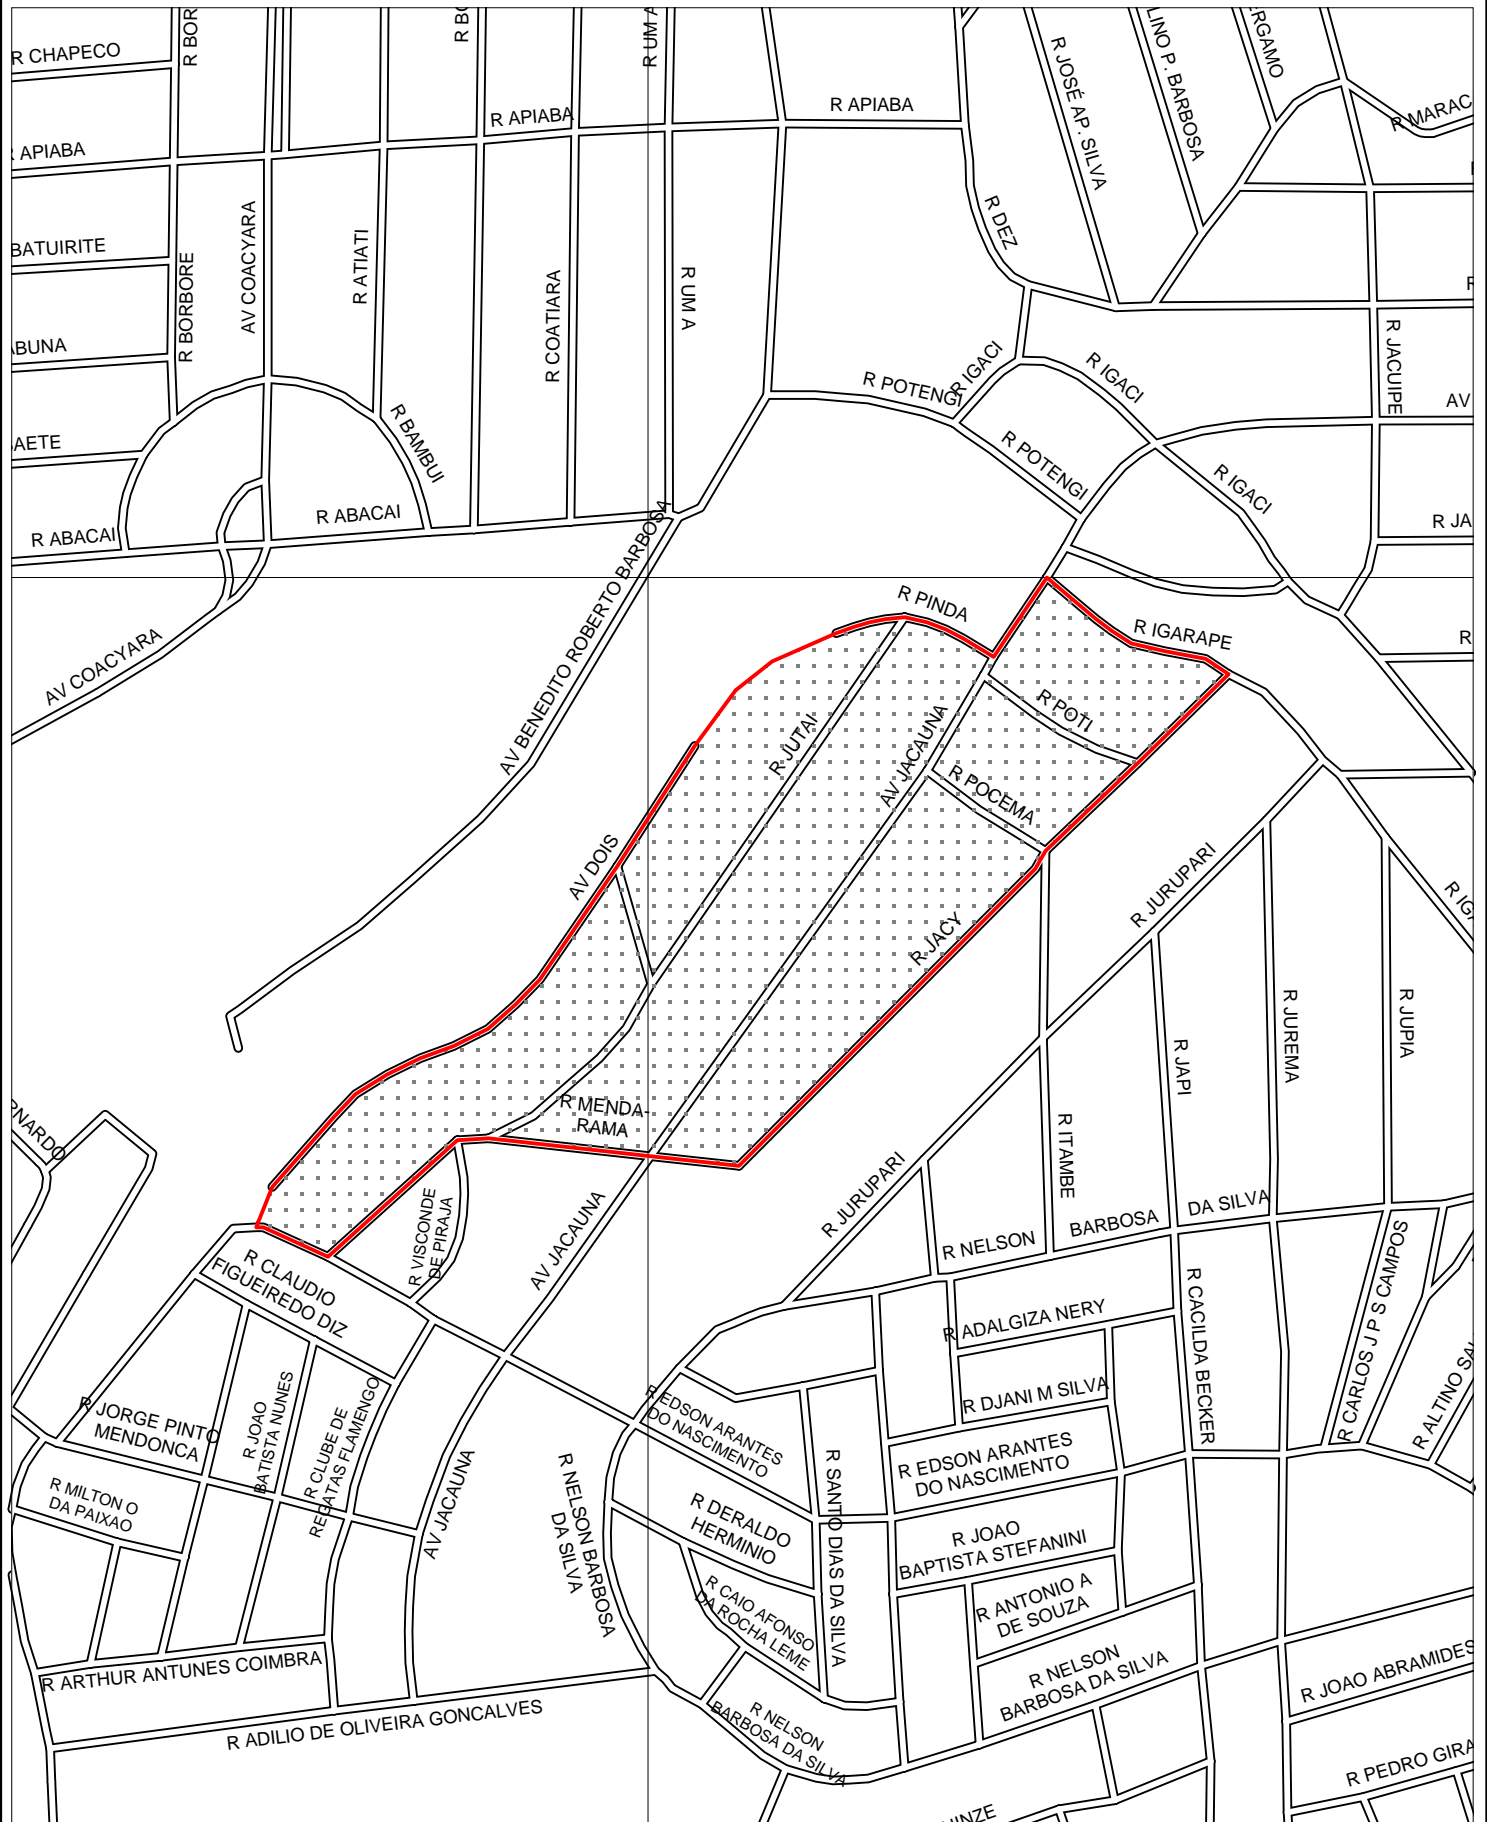 R CHAPECO
R BOR
R BO
R UM A
R APIABA
R APIABA
R JOSÉ AP. SILVA
LINO P. BARBOSA
ERGAMO
R MARAC
R APIABA
BATUIRITE
R BORBORE
AV COACYARA
R ATIATI
R COATIARA
R UM A
R DEZ
ABUNA
R IGACI
R IGACI
R JACUIPE
R POTENGI
AV
AETE
R BAMBUI
R POTENGI
R IGACI
R ABACAI
R ABACAI
R JA
AV BENEDITO ROBERTO BARBOSA
R PINDA
R IGARAPE
R
AV COACYARA
R JUTAI
AV JACAUNA
R POTI
R POCEMA
AV DOIS
R JURUPARI
R JACY
R IGA
R JAPI
R JUREMA
R JUPIA
RNARDO
R MENDA-
RAMA
R ITAMBE
R JURUPARI
R VISCONDE
DE PIRAJA
AV JACAUNA
R NELSON
BARBOSA
DA SILVA
R CLAUDIO
FIGUEIREDO DIZ
R ADALGIZA NERY
R CACILDA BECKER
R CARLOS J P S CAMPOS
R ALTINO SAL
R JORGE PINTO
MENDONCA
R JOAO
BATISTA NUNES
R CLUBE DE
REGATAS FLAMENGO
AV JACAUNA
R EDSON ARANTES
DO NASCIMENTO
R DJANI M SILVA
R EDSON ARANTES
DO NASCIMENTO
R MILTON O
DA PAIXAO
R NELSON BARBOSA
DA SILVA
R DERALDO
HERMINIO
R SANTO DIAS DA SILVA
R JOAO
BAPTISTA STEFANINI
R CAIO AFONSO
DA ROCHA LEME
R ANTONIO A
DE SOUZA
R ARTHUR ANTUNES COIMBRA
R ADILIO DE OLIVEIRA GONCALVES
R NELSON
BARBOSA DA SILVA
R NELSON
BARBOSA DA SILVA
R JOAO ABRAMIDES
R PEDRO GIRA
UINZE